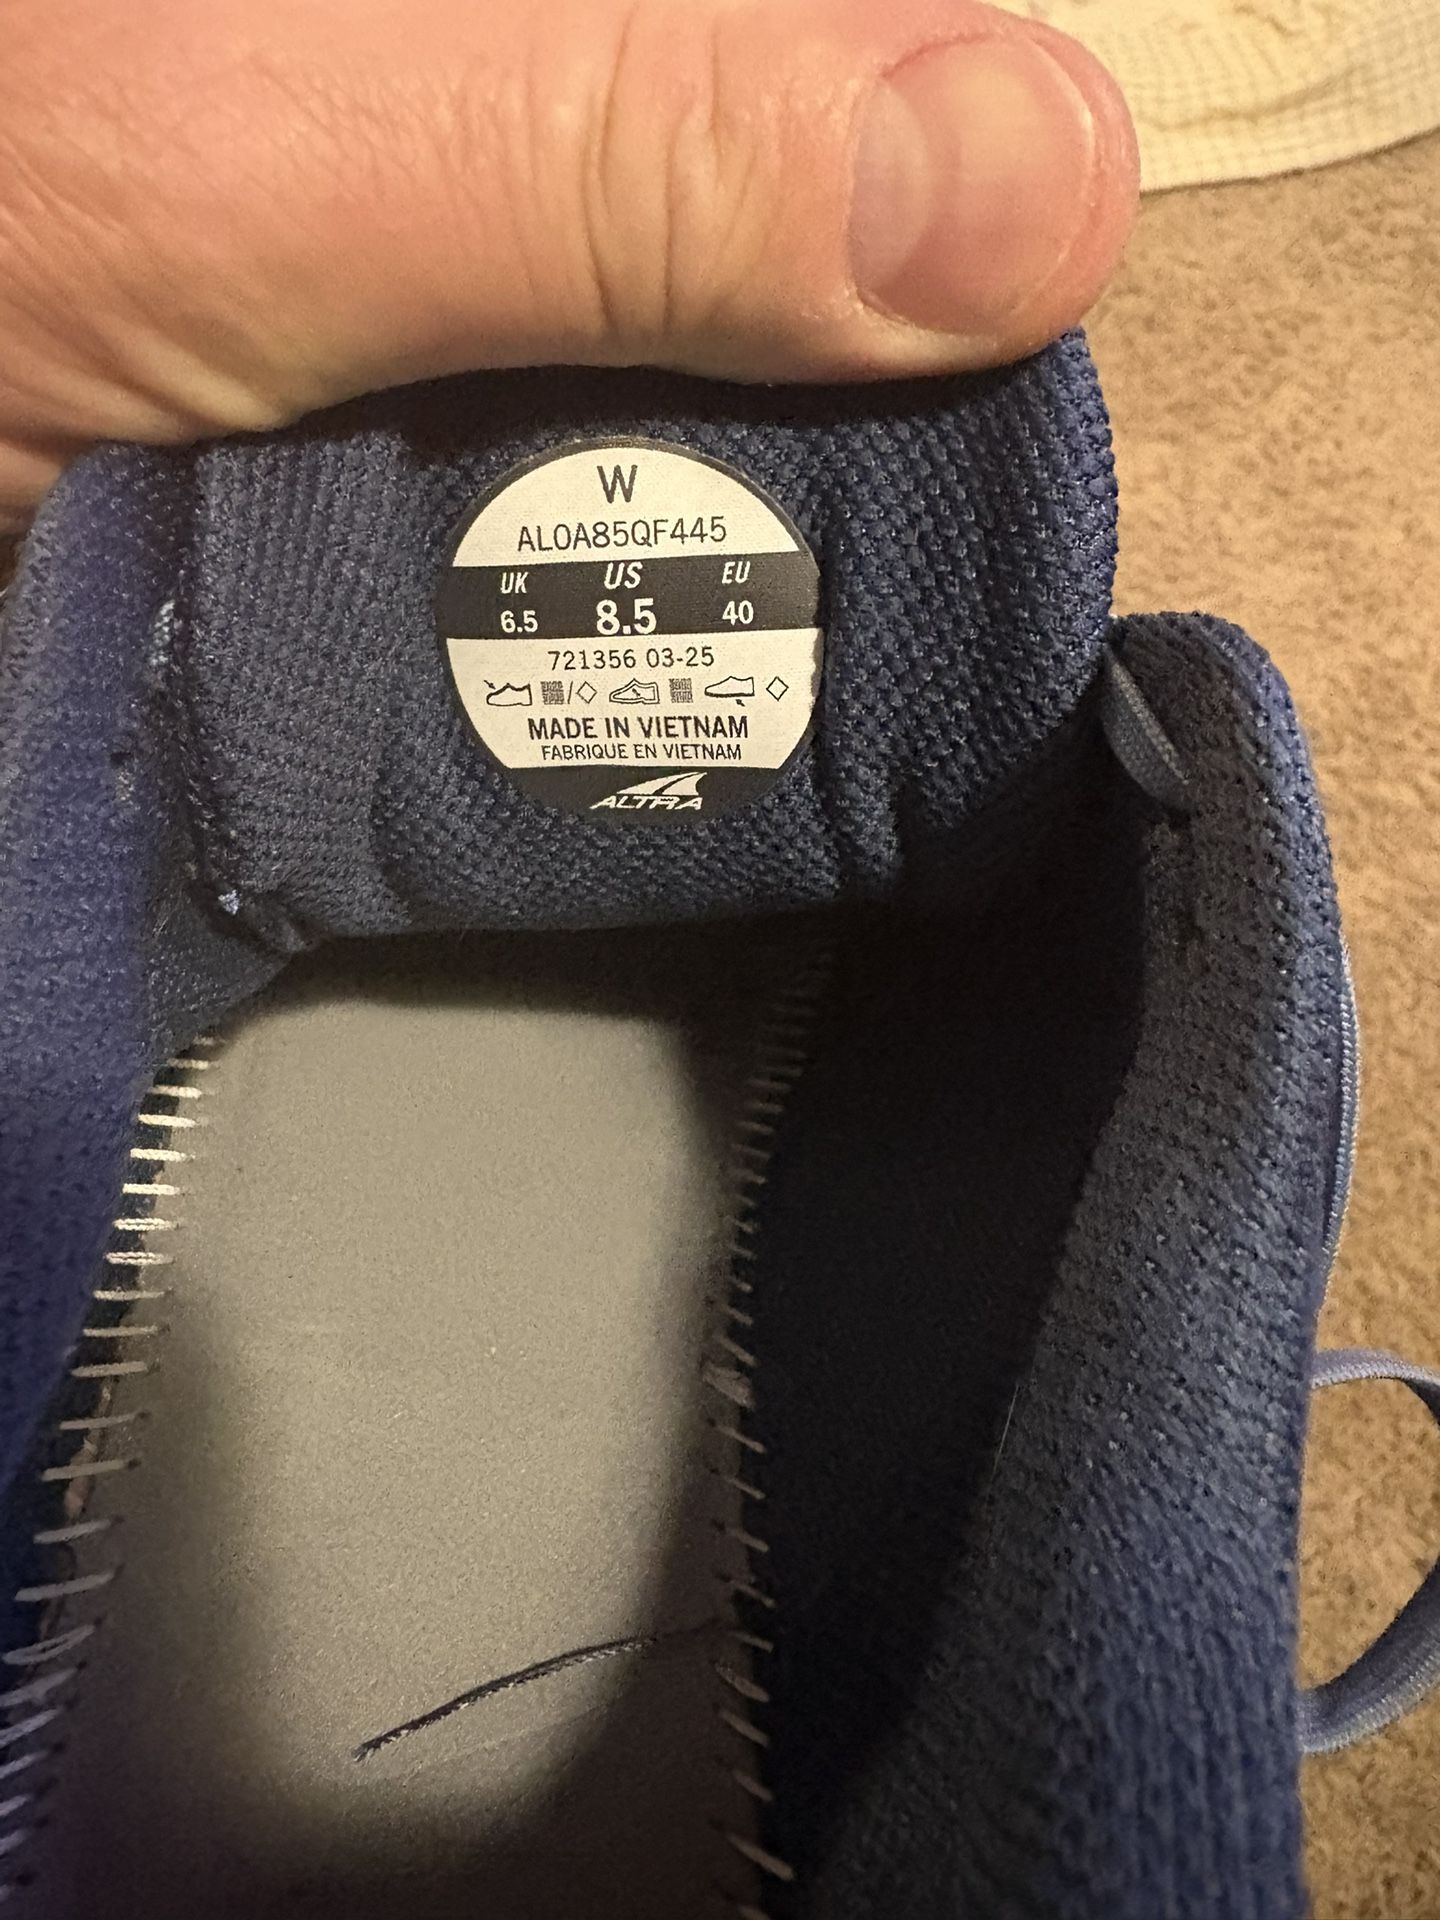 W
AL0A85QF445
UK US EU
6.5 8.5 40
721356 03-25
MADE IN VIETNAM
FABRIQUE EN VIETNAM
ALTRA